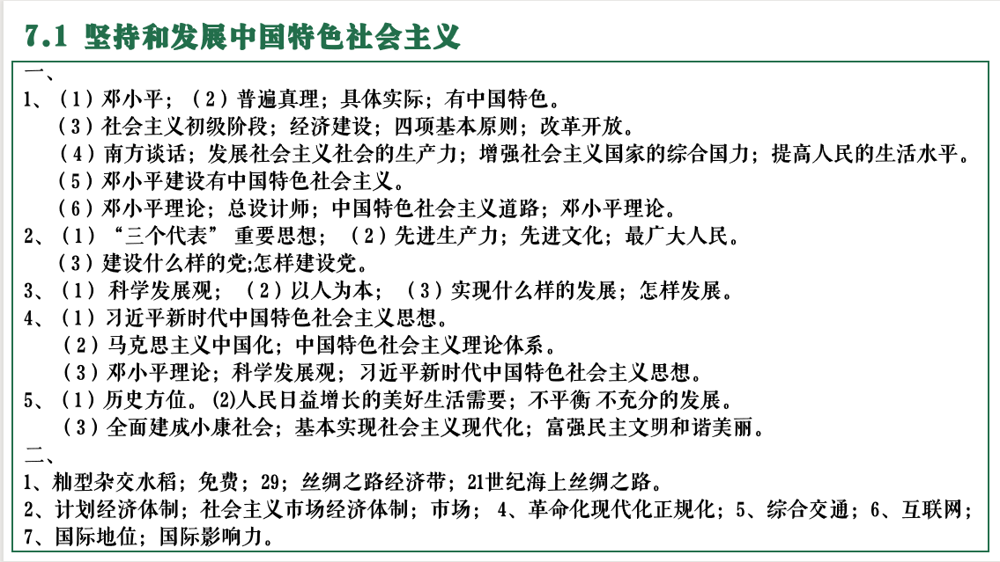 7.1 坚持和发展中国特色社会主义
一、
1、（1）邓小平；（2）普遍真理；具体实际；有中国特色。
（3）社会主义初级阶段；经济建设；四项基本原则；改革开放。
（4）南方谈话；发展社会主义社会的生产力；增强社会主义国家的综合国力；提高人民的生活水平。
（5）邓小平建设有中国特色社会主义。
（6）邓小平理论；总设计师；中国特色社会主义道路；邓小平理论。
2、（1）“三个代表” 重要思想； （2）先进生产力；先进文化；最广大人民。
（3）建设什么样的党;怎样建设党。
3、（1） 科学发展观； （2）以人为本； （3）实现什么样的发展；怎样发展。
4、（1）习近平新时代中国特色社会主义思想。
（2）马克思主义中国化；中国特色社会主义理论体系。
（3）邓小平理论；科学发展观；习近平新时代中国特色社会主义思想。
5、（1）历史方位。(2)人民日益增长的美好生活需要；不平衡 不充分的发展。
（3）全面建成小康社会；基本实现社会主义现代化；富强民主文明和谐美丽。
二、
1、籼型杂交水稻；免费；29；丝绸之路经济带；21世纪海上丝绸之路。
2、计划经济体制；社会主义市场经济体制；市场； 4、革命化现代化正规化；5、综合交通；6、互联网；
7、国际地位；国际影响力。